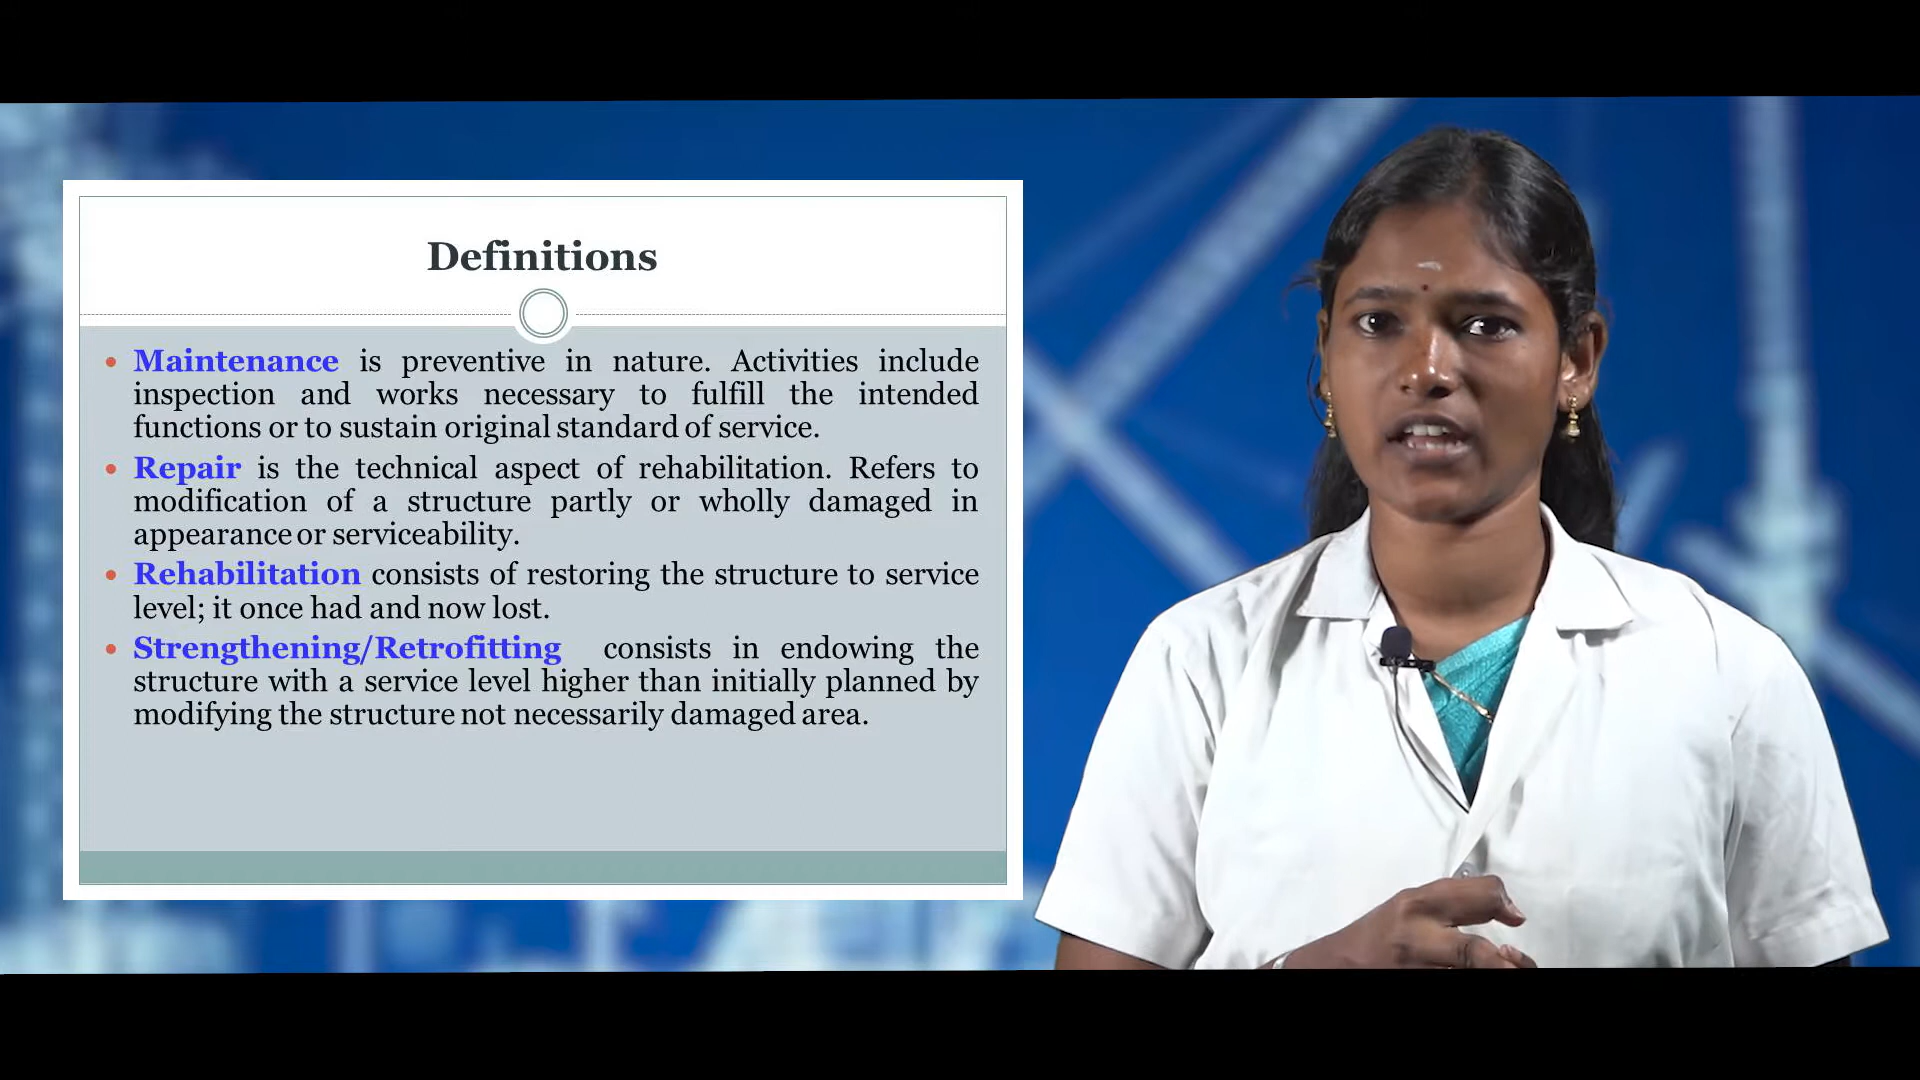 Definitions
Maintenance is preventive in nature. Activities include
inspection and works necessary to fulfill the intended
functions or to sustain original standard of service.
Repair is the technical aspect of rehabilitation. Refers to
modification of a structure partly or wholly damaged in
appearance or serviceability.
Rehabilitation consists of restoring the structure to service
level; it once had and now lost.
Strengthening/Retrofitting consists in endowing the
structure with a service level higher than initially planned by
modifying the structure not necessarily damaged area.